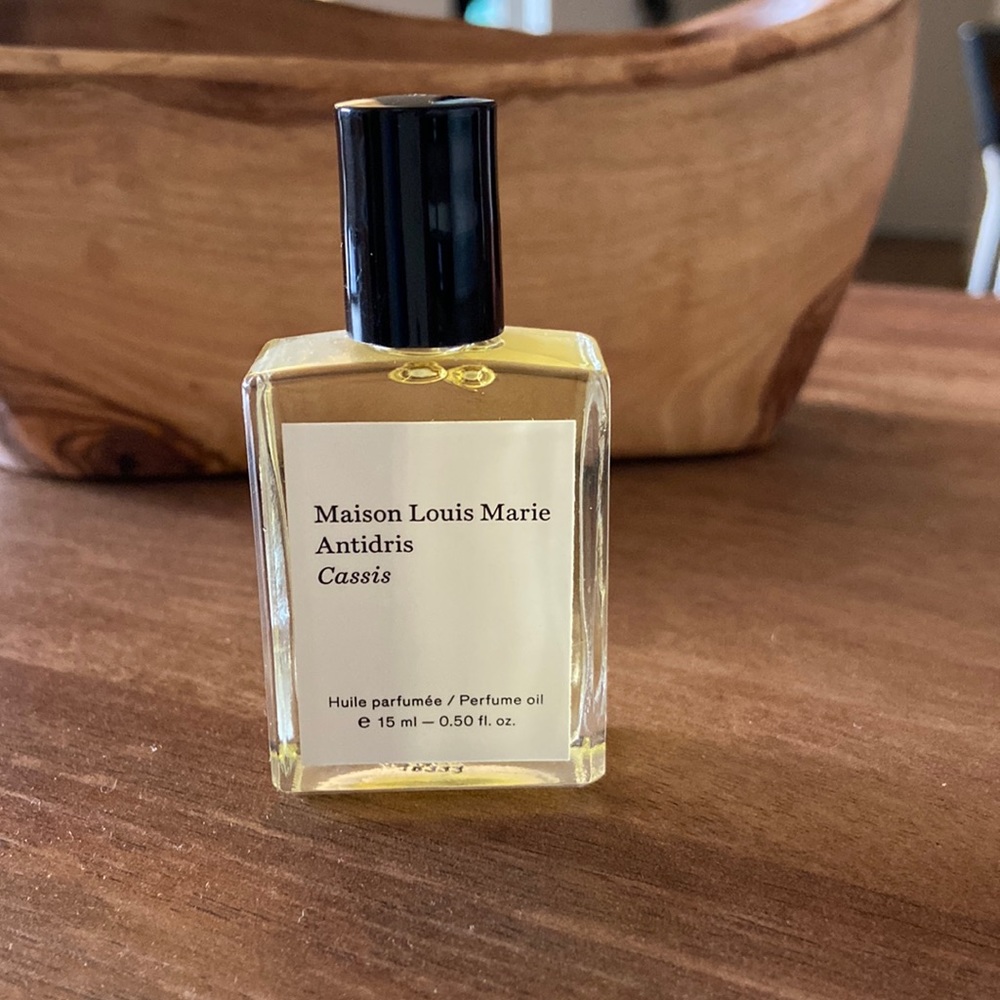 Maison Louis Marie
Antidris
Cassis
Huile parfumée / Perfume oil
℮ 15 ml — 0.50 fl. oz.